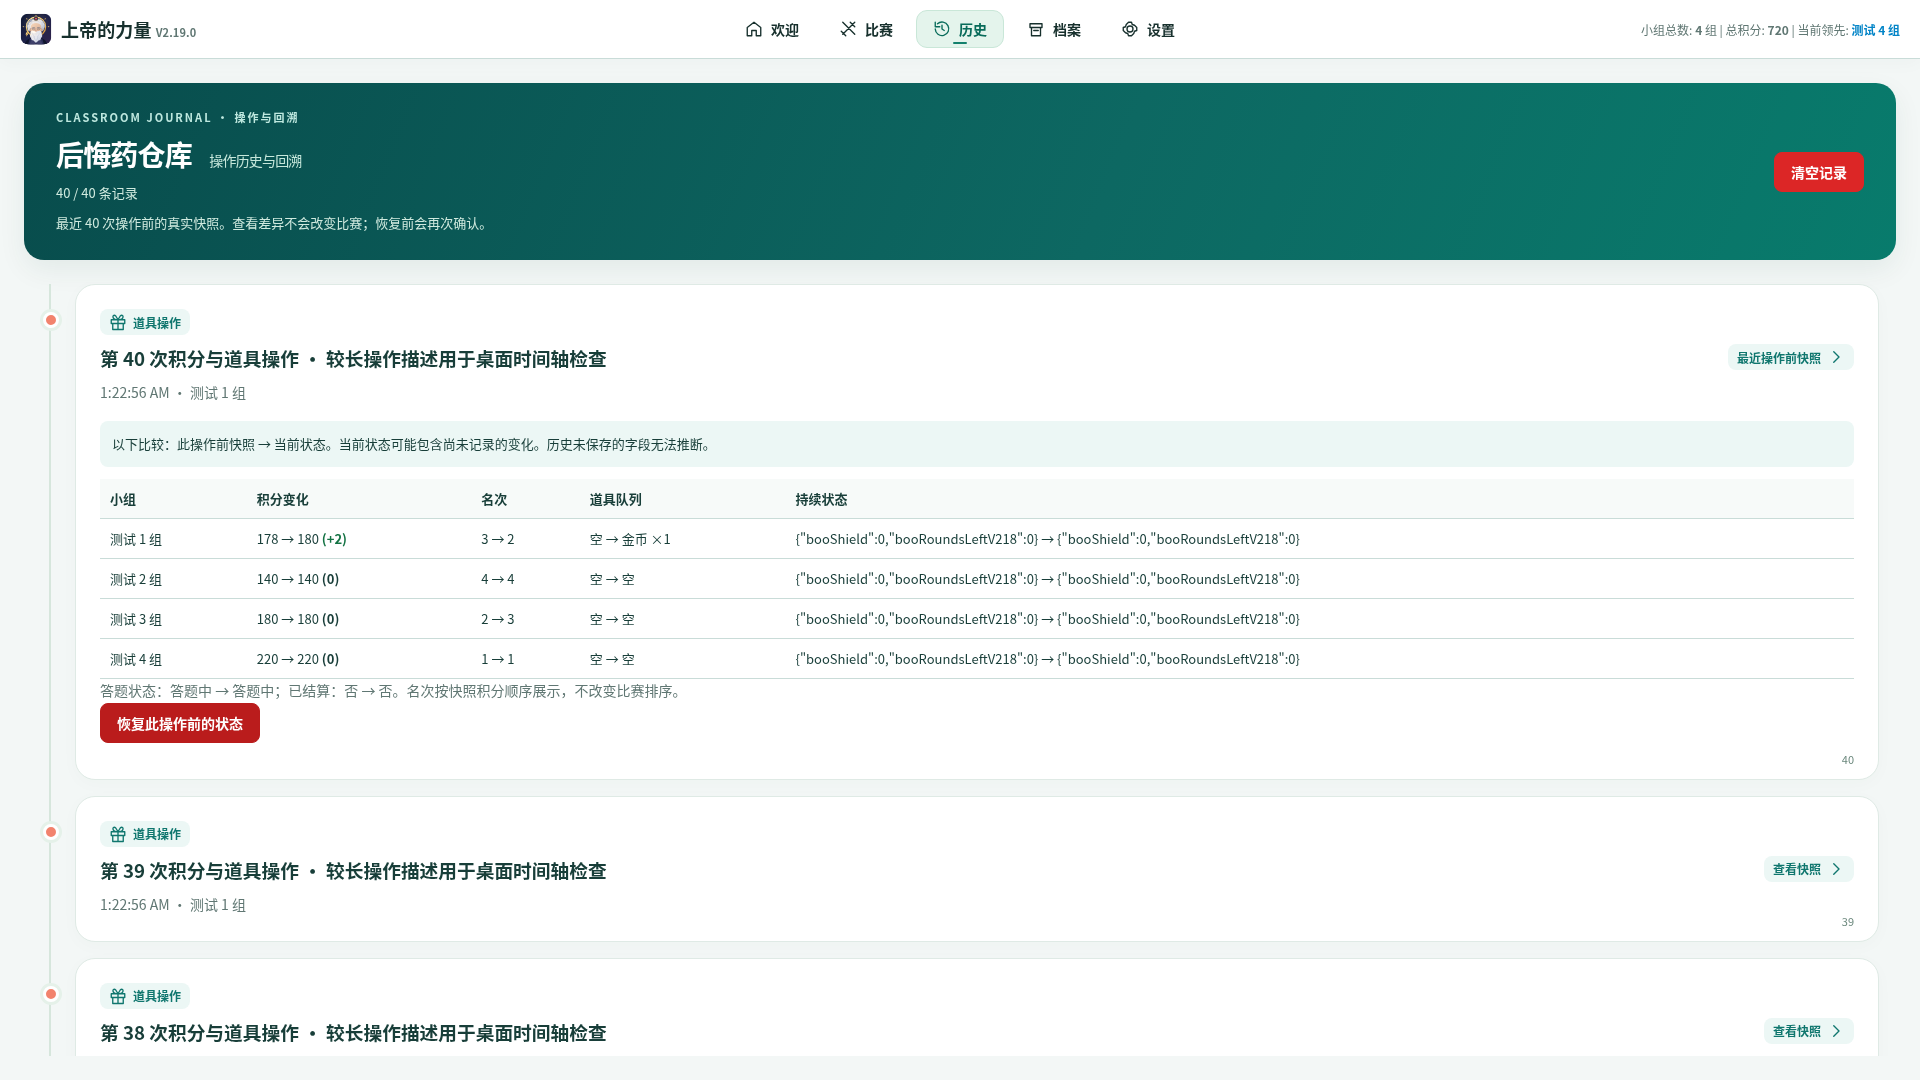 上帝的力量 V2.19.0
欢迎
比赛
历史
档案
设置
小组总数: 4 组 | 总积分: 720 | 当前领先: 测试 4 组
CLASSROOM JOURNAL · 操作与回溯
后悔药仓库 操作历史与回溯
40 / 40 条记录
最近 40 次操作前的真实快照。查看差异不会改变比赛；恢复前会再次确认。
清空记录
道具操作
第 40 次积分与道具操作 · 较长操作描述用于桌面时间轴检查
1:22:56 AM · 测试 1 组
最近操作前快照
以下比较：此操作前快照 → 当前状态。当前状态可能包含尚未记录的变化。历史未保存的字段无法推断。
小组 积分变化 名次 道具队列 持续状态
测试 1 组 178 → 180 (+2) 3 → 2 空 → 金币 ×1 {"booShield":0,"booRoundsLeftV218":0} → {"booShield":0,"booRoundsLeftV218":0}
测试 2 组 140 → 140 (0) 4 → 4 空 → 空 {"booShield":0,"booRoundsLeftV218":0} → {"booShield":0,"booRoundsLeftV218":0}
测试 3 组 180 → 180 (0) 2 → 3 空 → 空 {"booShield":0,"booRoundsLeftV218":0} → {"booShield":0,"booRoundsLeftV218":0}
测试 4 组 220 → 220 (0) 1 → 1 空 → 空 {"booShield":0,"booRoundsLeftV218":0} → {"booShield":0,"booRoundsLeftV218":0}
答题状态：答题中 → 答题中；已结算：否 → 否。名次按快照积分顺序展示，不改变比赛排序。
恢复此操作前的状态
40
道具操作
第 39 次积分与道具操作 · 较长操作描述用于桌面时间轴检查
1:22:56 AM · 测试 1 组
查看快照
39
道具操作
第 38 次积分与道具操作 · 较长操作描述用于桌面时间轴检查
查看快照